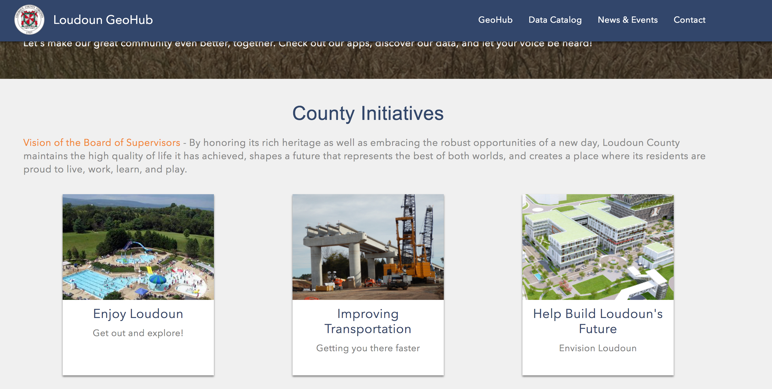 Loudoun GeoHub
GeoHub Data Catalog News & Events Contact
Let's make our great community even better, together. Check out our apps, discover our data, and let your voice be heard!
County Initiatives
Vision of the Board of Supervisors - By honoring its rich heritage as well as embracing the robust opportunities of a new day, Loudoun County
maintains the high quality of life it has achieved, shapes a future that represents the best of both worlds, and creates a place where its residents are
proud to live, work, learn, and play.
Enjoy Loudoun
Get out and explore!
Improving
Transportation
Getting you there faster
Help Build Loudoun's
Future
Envision Loudoun